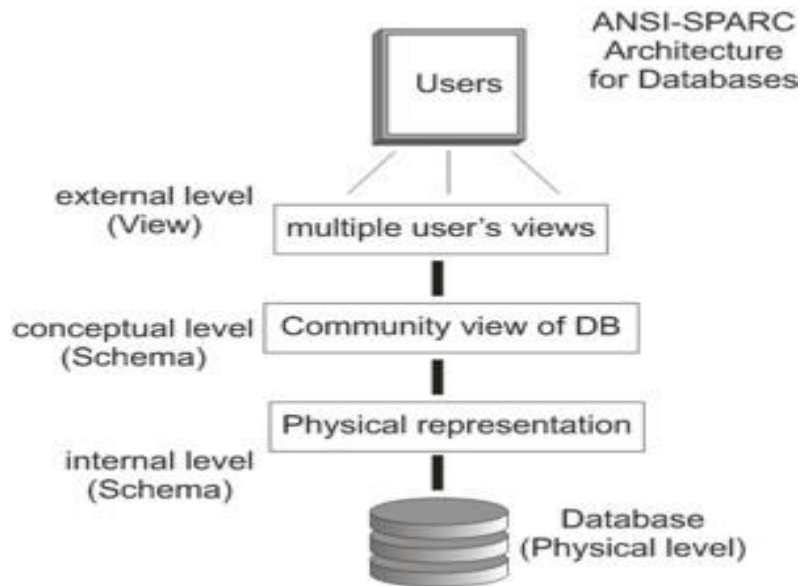 ANSI-SPARC
Architecture
for Databases
Users
external level
(View)
multiple user's views
conceptual level
(Schema)
Community view of DB
Physical representation
internal level
(Schema)
Database
(Physical level)